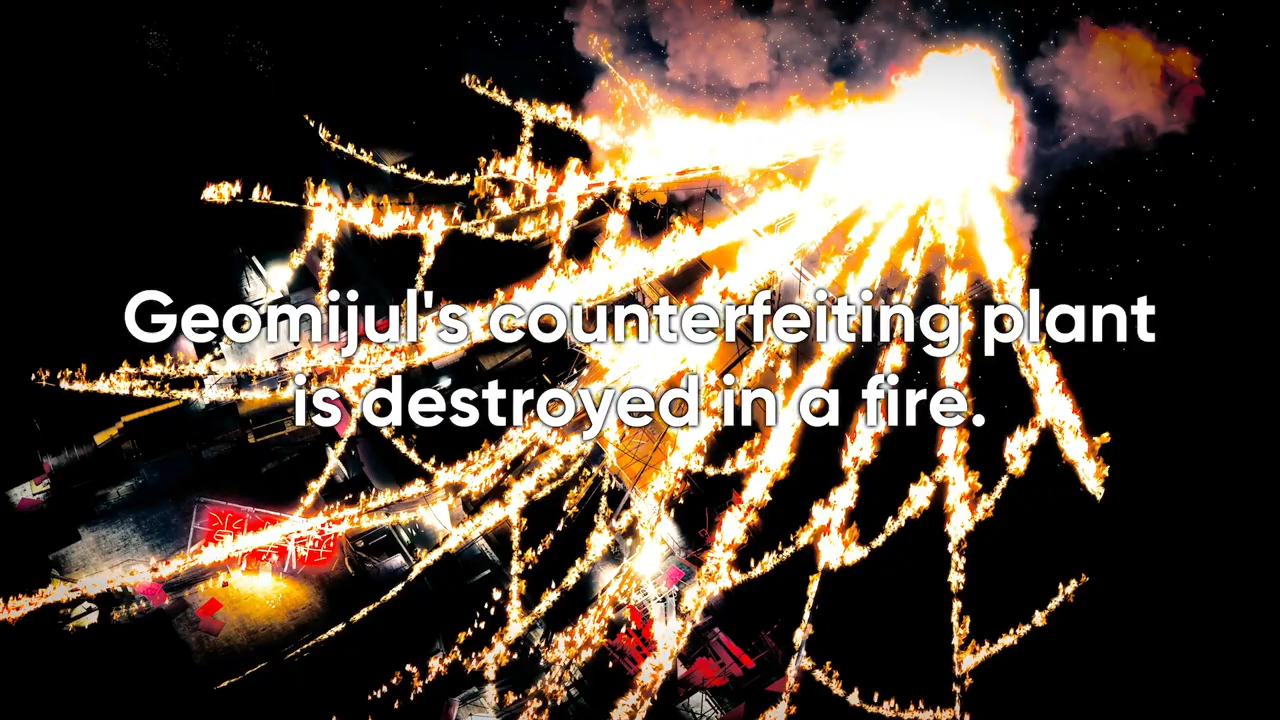 Geomijul's counterfeiting plant
is destroyed in a fire.